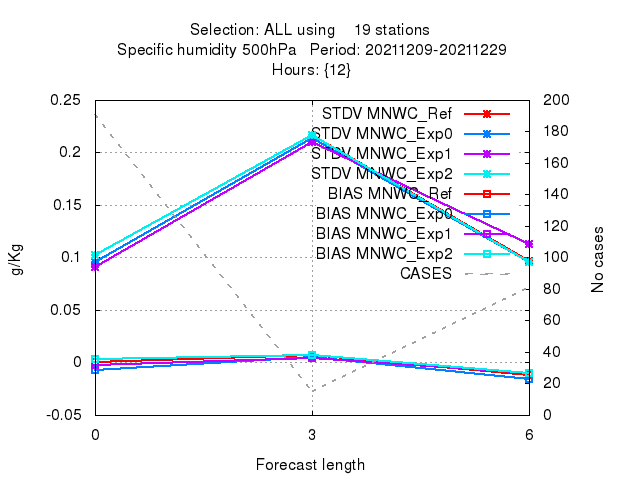 Selection: ALL using 19 stations
Specific humidity 500hPa Period: 20211209-20211229
Hours: {12}
0.25
0.2
0.15
0.1
0.05
0
-0.05
g/Kg
STDV MNWC_Ref
STDV MNWC_Exp0
STDV MNWC_Exp1
STDV MNWC_Exp2
BIAS MNWC_Ref
BIAS MNWC_Exp0
BIAS MNWC_Exp1
BIAS MNWC_Exp2
CASES
200
180
160
140
120
100
80
60
40
20
0
No cases
0 3 6
Forecast length